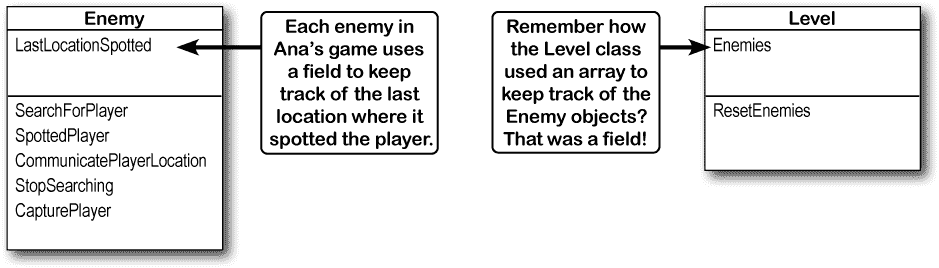 Enemy
LastLocationSpotted
SearchForPlayer
SpottedPlayer
CommunicatePlayerLocation
StopSearching
CapturePlayer
Each enemy in
Ana's game uses
a field to keep
track of the last
location where it
spotted the player.
Remember how
the Level class
used an array to
keep track of the
Enemy objects?
That was a field!
Level
Enemies
ResetEnemies